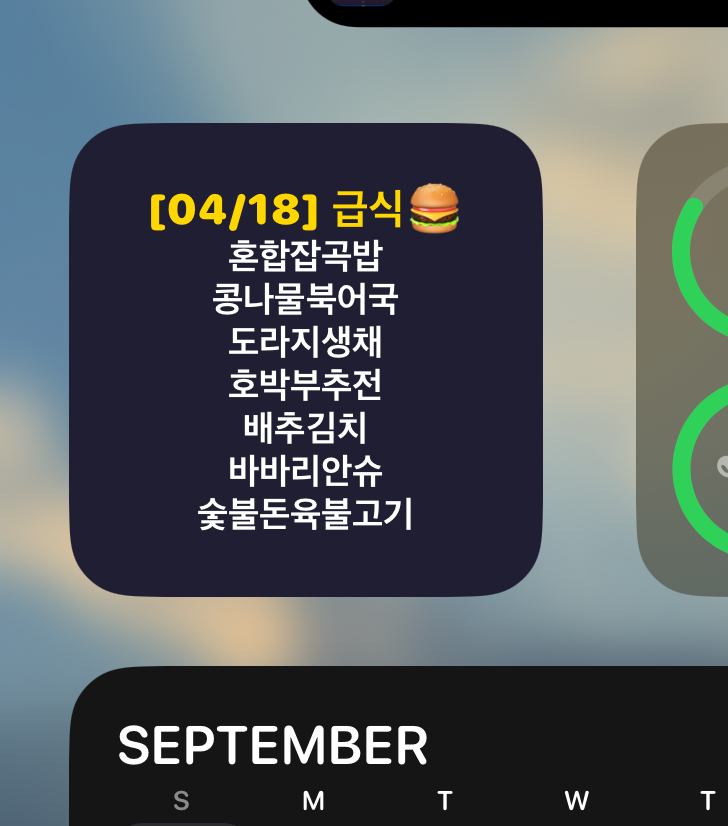 [04/18] 급식🍔
혼합잡곡밥
콩나물북어국
도라지생채
호박부추전
배추김치
바바리안슈
숯불돈육불고기
SEPTEMBER
S M T W T